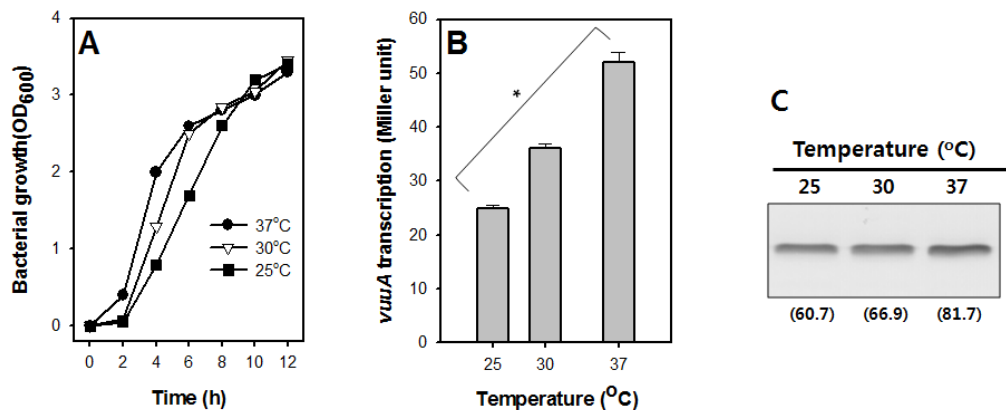 A
Bacterial growth(OD600)
4
3
2
1
0
37°C
30°C
25°C
0 2 4 6 8 10 12
Time (h)
B
vuuA transcription (Miller unit)
60
50
40
30
20
10
0
*
25 30 37
Temperature (OC)
C
Temperature (oC)
25 30 37
(60.7) (66.9) (81.7)